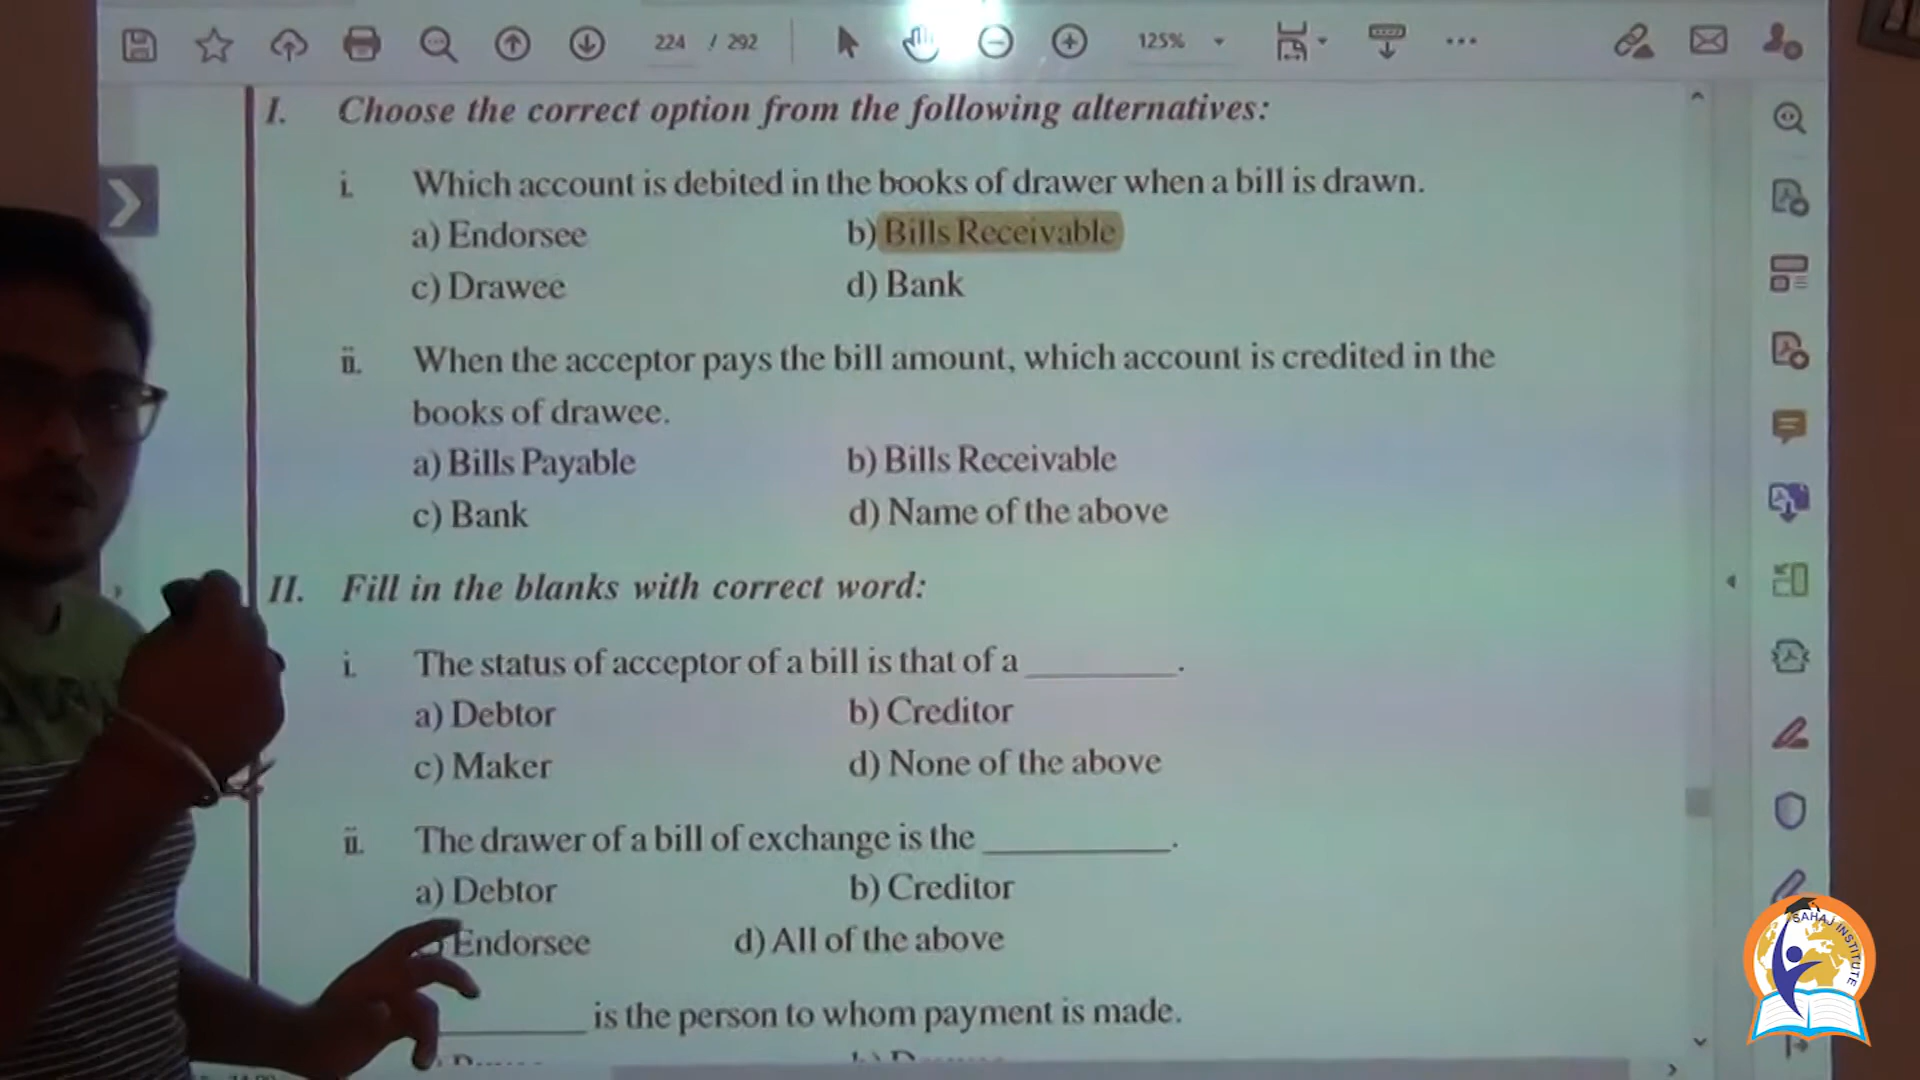 224 / 292
125%
I. Choose the correct option from the following alternatives:
i. Which account is debited in the books of drawer when a bill is drawn.
a) Endorsee b) Bills Receivable
c) Drawee d) Bank
ii. When the acceptor pays the bill amount, which account is credited in the
books of drawee.
a) Bills Payable b) Bills Receivable
c) Bank d) Name of the above
II. Fill in the blanks with correct word:
i. The status of acceptor of a bill is that of a ________.
a) Debtor b) Creditor
c) Maker d) None of the above
ii. The drawer of a bill of exchange is the __________.
a) Debtor b) Creditor
Endorsee d) All of the above
________ is the person to whom payment is made.
SAHAJ INSTITUTE